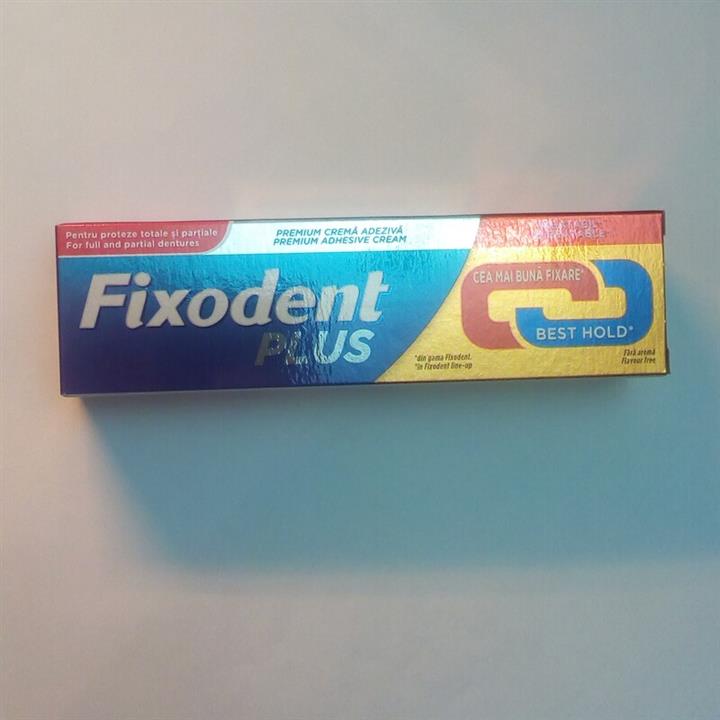 Pentru proteze totale și parțiale
For full and partial dentures
PREMIUM CREMĂ ADEZIVĂ
PREMIUM ADHESIVE CREAM
Fixodent
PLUS
CEA MAI BUNĂ FIXARE*
BEST HOLD*
*din gama Fixodent.
*in Fixodent line-up
Fără aromă
Flavour free